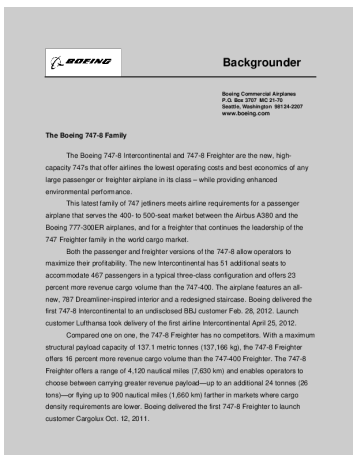 BOEING
Backgrounder
Boeing Commercial Airplanes
P.O. Box 3707 MC 21-70
Seattle, Washington 98124-2207
www.boeing.com
The Boeing 747-8 Family
The Boeing 747-8 Intercontinental and 747-8 Freighter are the new, high-
capacity 747s that offer airlines the lowest operating costs and best economics of any
large passenger or freighter airplane in its class – while providing enhanced
environmental performance.
This latest family of 747 jetliners meets airline requirements for a passenger
airplane that serves the 400- to 500-seat market between the Airbus A380 and the
Boeing 777-300ER airplanes, and for a freighter that continues the leadership of the
747 Freighter family in the world cargo market.
Both the passenger and freighter versions of the 747-8 allow operators to
maximize their profitability. The new Intercontinental has 51 additional seats to
accommodate 467 passengers in a typical three-class configuration and offers 23
percent more revenue cargo volume than the 747-400. The airplane features an all-
new, 787 Dreamliner-inspired interior and a redesigned staircase. Boeing delivered the
first 747-8 Intercontinental to an undisclosed BBJ customer Feb. 28, 2012. Launch
customer Lufthansa took delivery of the first airline Intercontinental April 25, 2012.
Compared one on one, the 747-8 Freighter has no competitors. With a maximum
structural payload capacity of 137.1 metric tonnes (137,166 kg), the 747-8 Freighter
offers 16 percent more revenue cargo volume than the 747-400 Freighter. The 747-8
Freighter offers a range of 4,120 nautical miles (7,630 km) and enables operators to
choose between carrying greater revenue payload—up to an additional 24 tonnes (26
tons)—or flying up to 900 nautical miles (1,660 km) farther in markets where cargo
density requirements are lower. Boeing delivered the first 747-8 Freighter to launch
customer Cargolux Oct. 12, 2011.